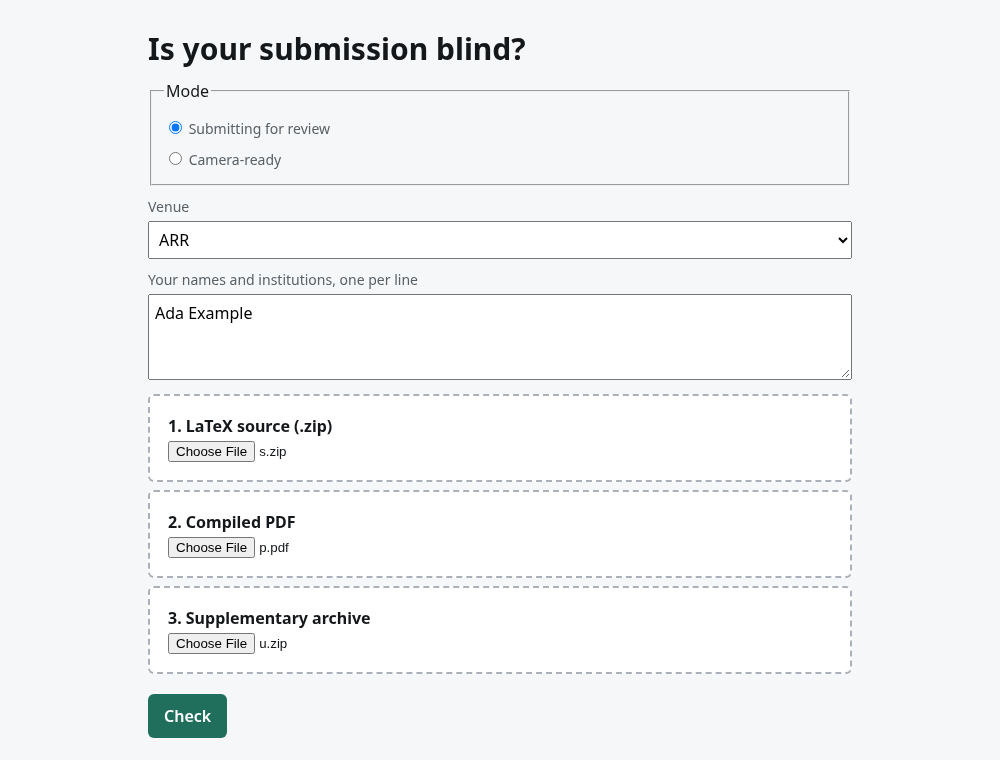 Is your submission blind?
Mode
Submitting for review
Camera-ready
Venue
ARR
Your names and institutions, one per line
Ada Example
1. LaTeX source (.zip)
Choose File s.zip
2. Compiled PDF
Choose File p.pdf
3. Supplementary archive
Choose File u.zip
Check